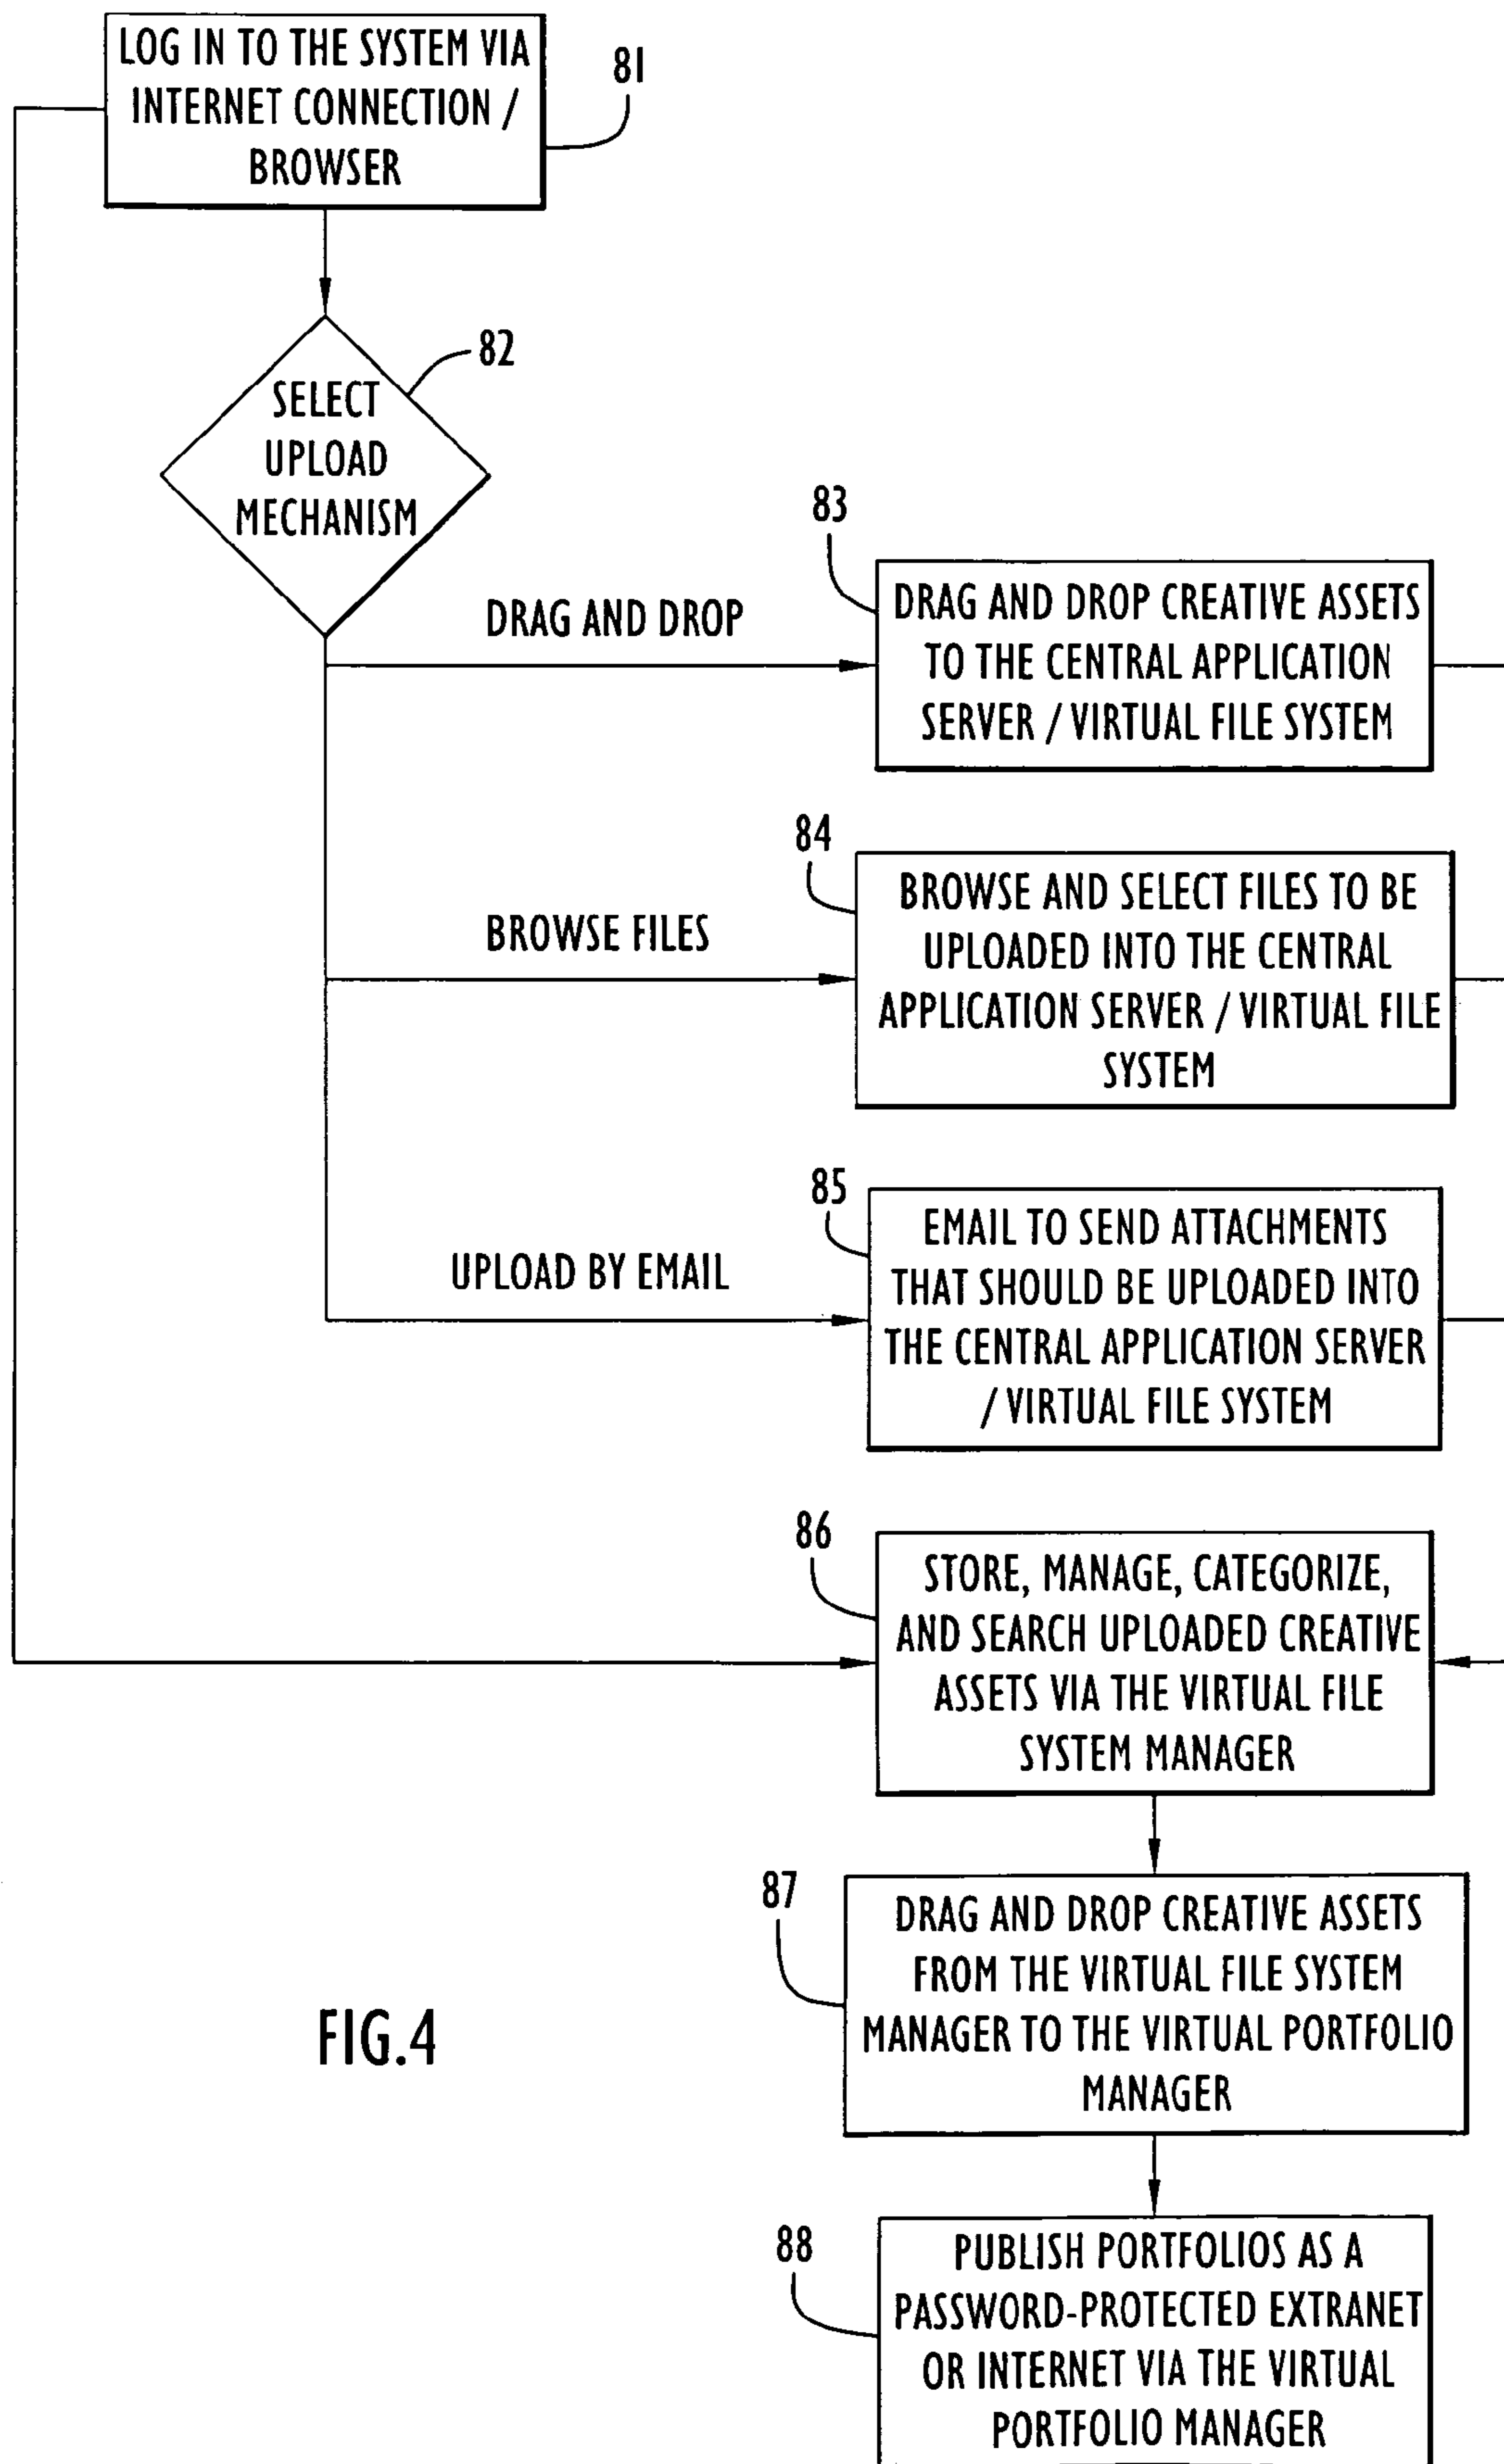 LOG IN TO THE SYSTEM VIA
INTERNET CONNECTION /
BROWSER
81
82
SELECT
UPLOAD
MECHANISM
83
DRAG AND DROP
DRAG AND DROP CREATIVE ASSETS
TO THE CENTRAL APPLICATION
SERVER / VIRTUAL FILE SYSTEM
84
BROWSE FILES
BROWSE AND SELECT FILES TO BE
UPLOADED INTO THE CENTRAL
APPLICATION SERVER / VIRTUAL FILE
SYSTEM
85
UPLOAD BY EMAIL
EMAIL TO SEND ATTACHMENTS
THAT SHOULD BE UPLOADED INTO
THE CENTRAL APPLICATION SERVER
/ VIRTUAL FILE SYSTEM
86
STORE, MANAGE, CATEGORIZE,
AND SEARCH UPLOADED CREATIVE
ASSETS VIA THE VIRTUAL FILE
SYSTEM MANAGER
87
DRAG AND DROP CREATIVE ASSETS
FROM THE VIRTUAL FILE SYSTEM
MANAGER TO THE VIRTUAL PORTFOLIO
MANAGER
FIG.4
88
PUBLISH PORTFOLIOS AS A
PASSWORD-PROTECTED EXTRANET
OR INTERNET VIA THE VIRTUAL
PORTFOLIO MANAGER